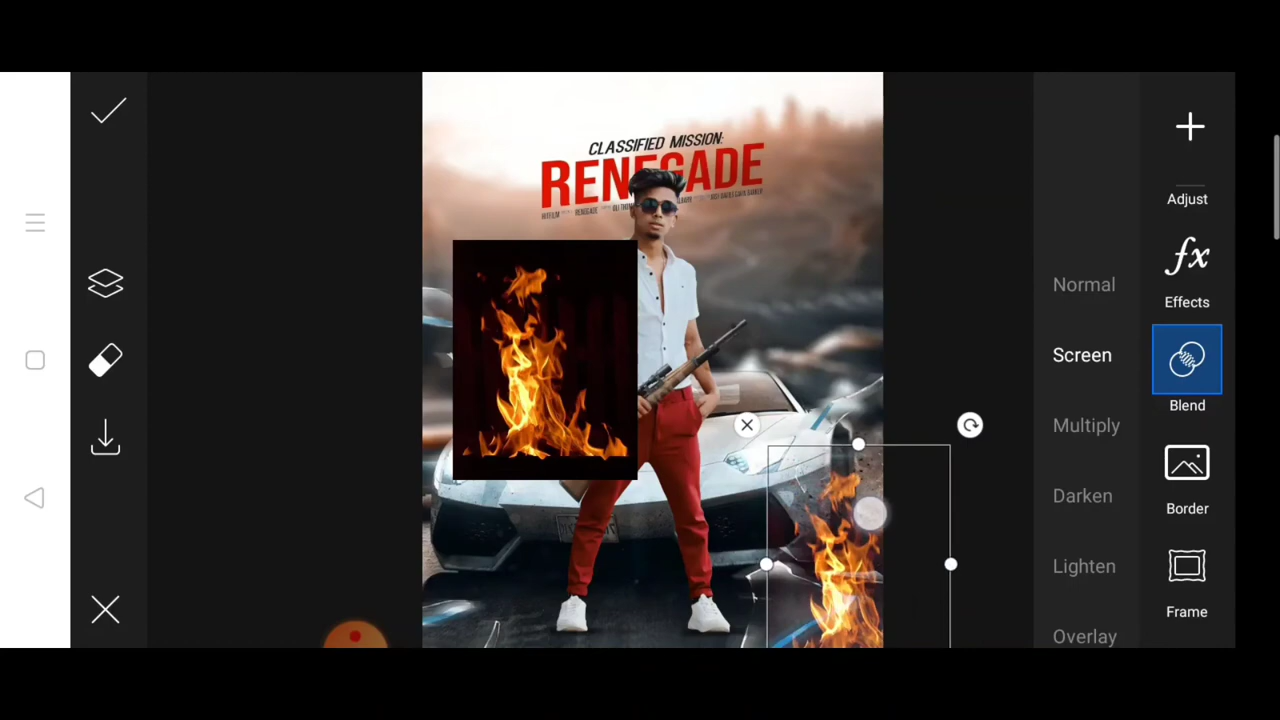 CLASSIFIED MISSION:
RENEGADE
Adjust
Effects
Blend
Border
Frame
Normal
Screen
Multiply
Darken
Lighten
Overlay